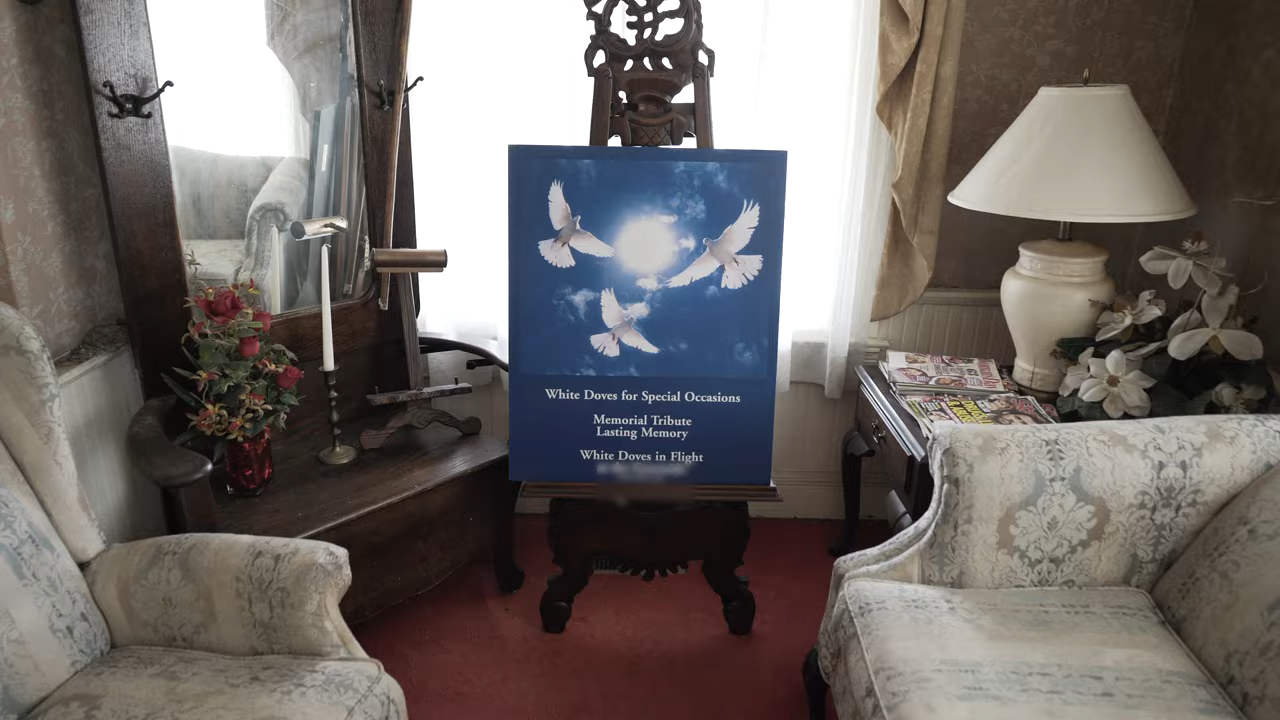 White Doves for Special Occasions
Memorial Tribute
Lasting Memory
White Doves in Flight